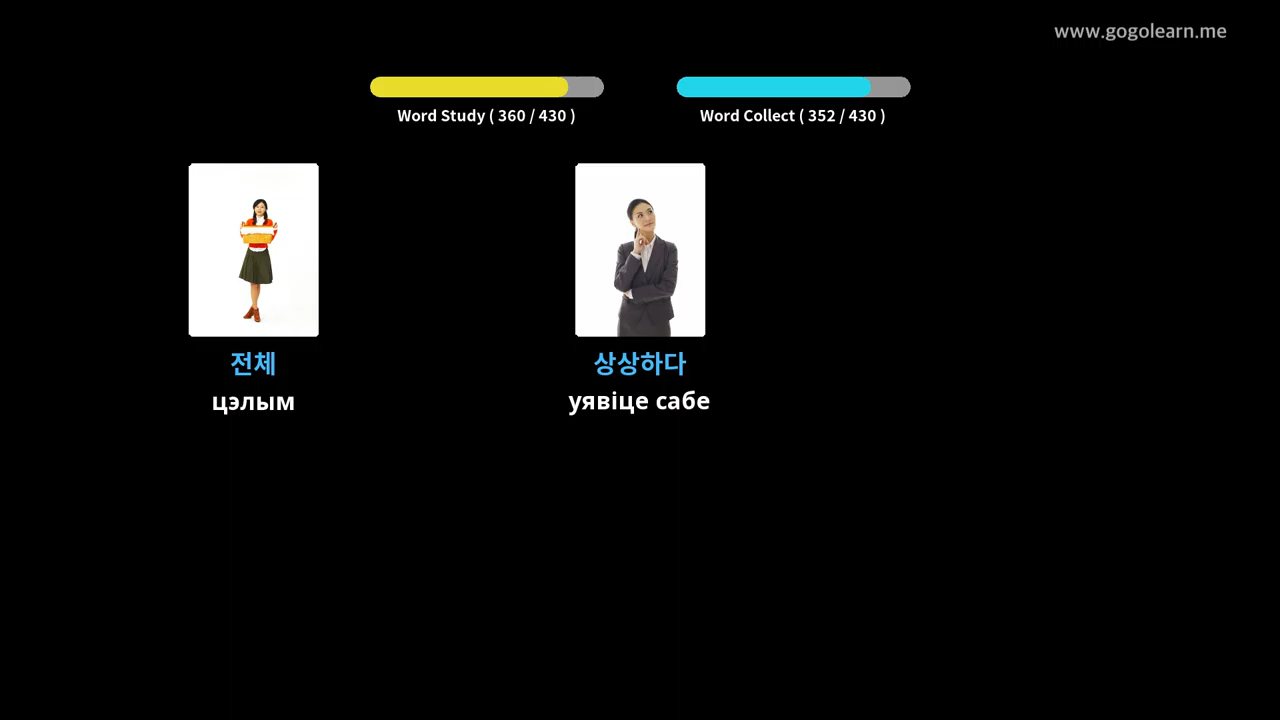 www.gogolearn.me
Word Study ( 360 / 430 )
Word Collect ( 352 / 430 )
전체
цэлым
상상하다
уявіце сабе